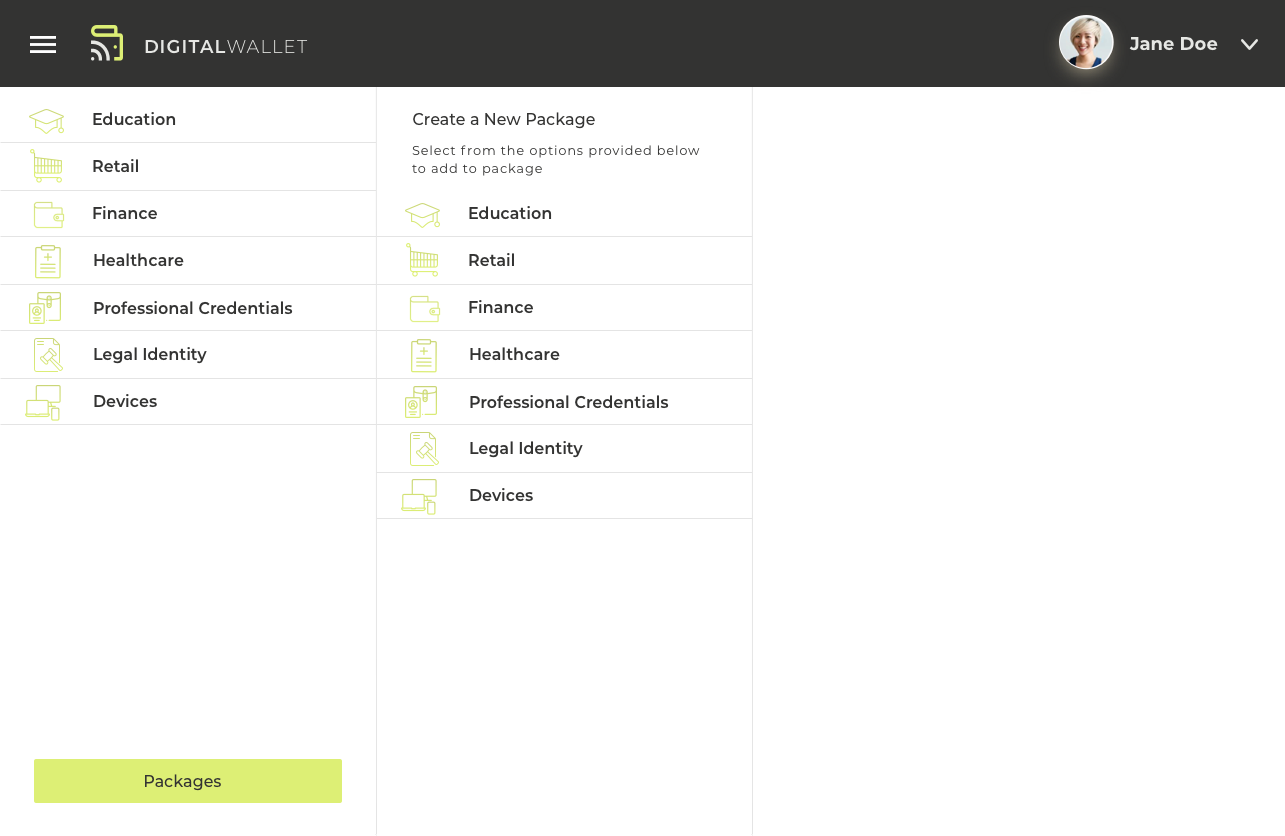 DIGITALWALLET
Jane Doe
Education
Retail
Finance
Healthcare
Professional Credentials
Legal Identity
Devices
Packages
Create a New Package
Select from the options provided below
to add to package
Education
Retail
Finance
Healthcare
Professional Credentials
Legal Identity
Devices